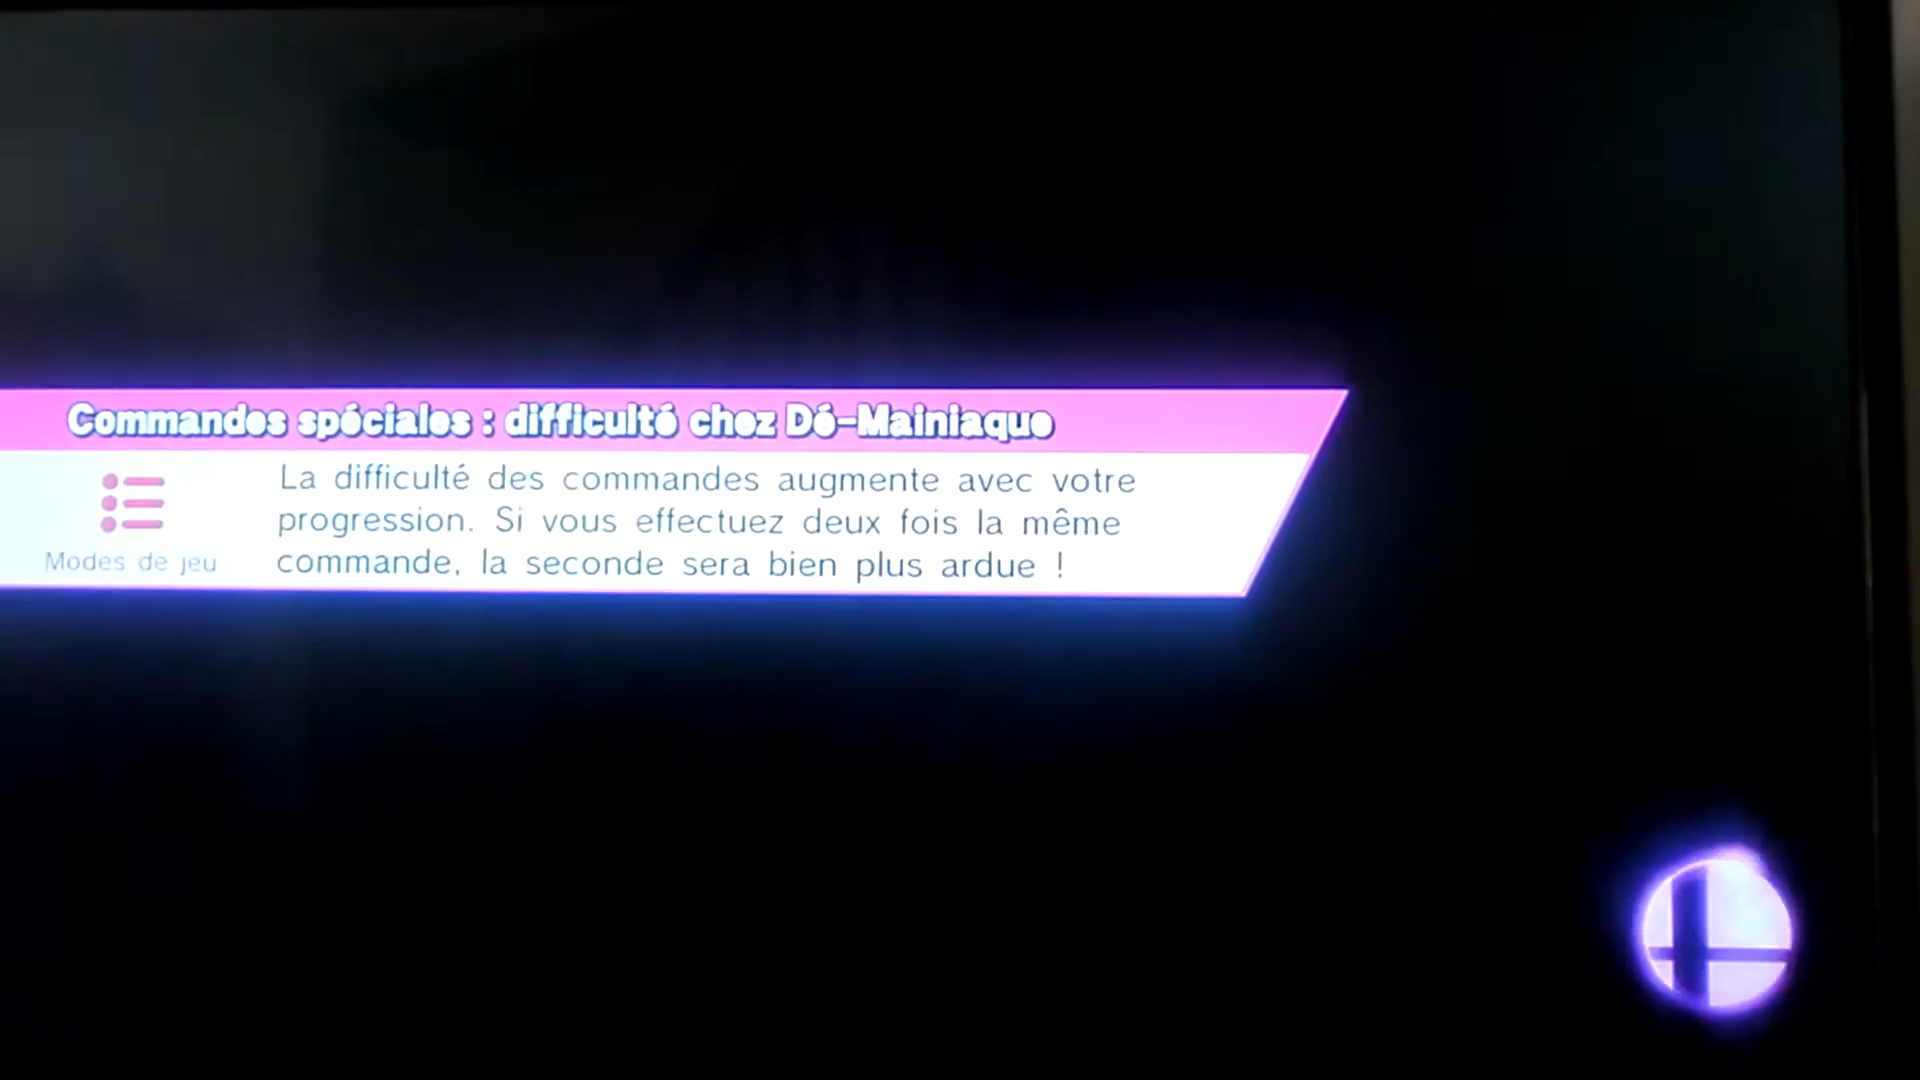 Commandes spéciales : difficulté chez Dé-Mainiaque
La difficulté des commandes augmente avec votre
progression. Si vous effectuez deux fois la même
commande, la seconde sera bien plus ardue !
Modes de jeu